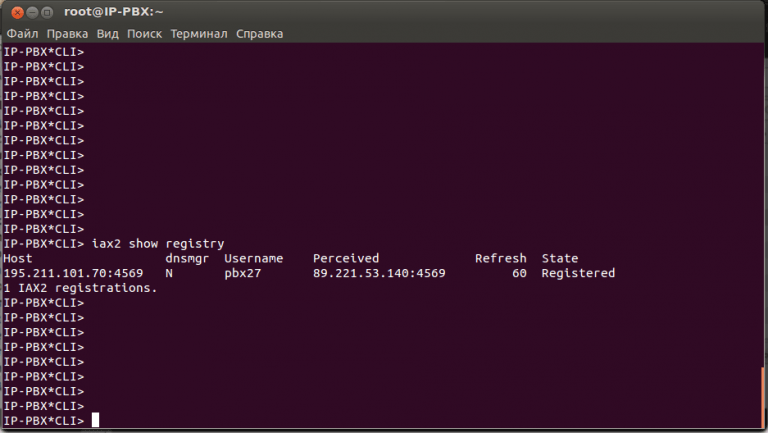 root@IP-PBX:~
Файл Правка Вид Поиск Терминал Справка
IP-PBX*CLI>
IP-PBX*CLI>
IP-PBX*CLI>
IP-PBX*CLI>
IP-PBX*CLI>
IP-PBX*CLI>
IP-PBX*CLI>
IP-PBX*CLI>
IP-PBX*CLI>
IP-PBX*CLI>
IP-PBX*CLI>
IP-PBX*CLI>
IP-PBX*CLI>
IP-PBX*CLI> iax2 show registry
Host dnsmgr Username Perceived Refresh State
195.211.101.70:4569 N pbx27 89.221.53.140:4569 60 Registered
1 IAX2 registrations.
IP-PBX*CLI>
IP-PBX*CLI>
IP-PBX*CLI>
IP-PBX*CLI>
IP-PBX*CLI>
IP-PBX*CLI>
IP-PBX*CLI>
IP-PBX*CLI>
IP-PBX*CLI>